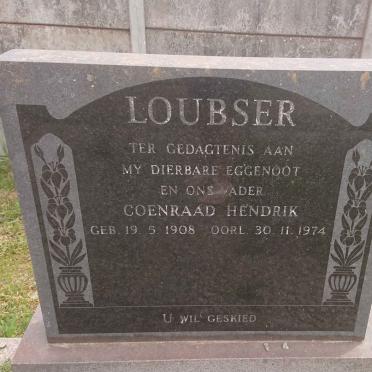 LOUBSER
TER GEDAGTENIS AAN
MY DIERBARE EGGENOOT
EN ONS VADER
COENRAAD HENDRIK
GEB. 19. 5. 1908 OORL. 30. 11. 1974
U WIL GESKIED